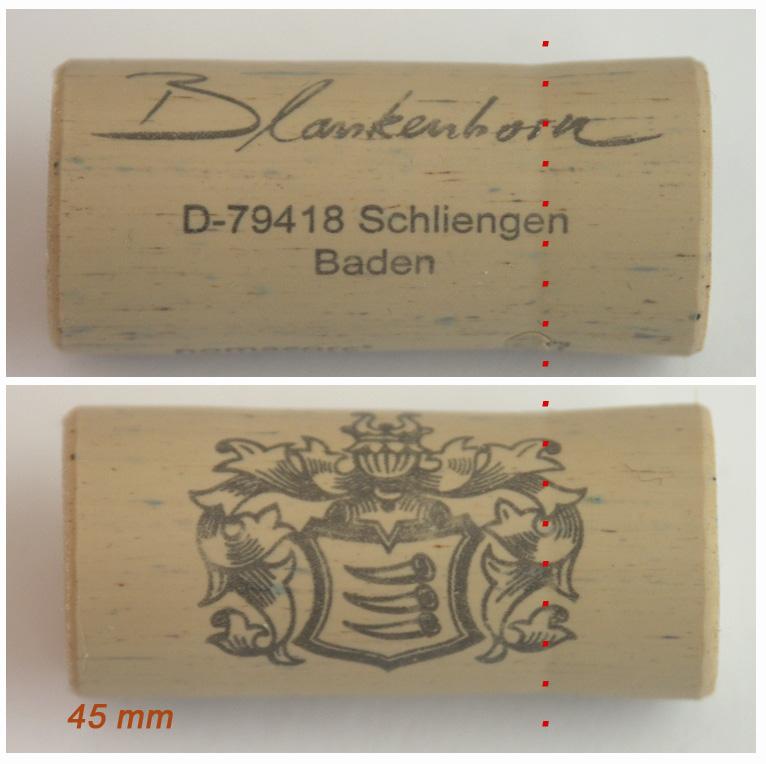 Blankenhorn
D-79418 Schliengen
Baden
45 mm